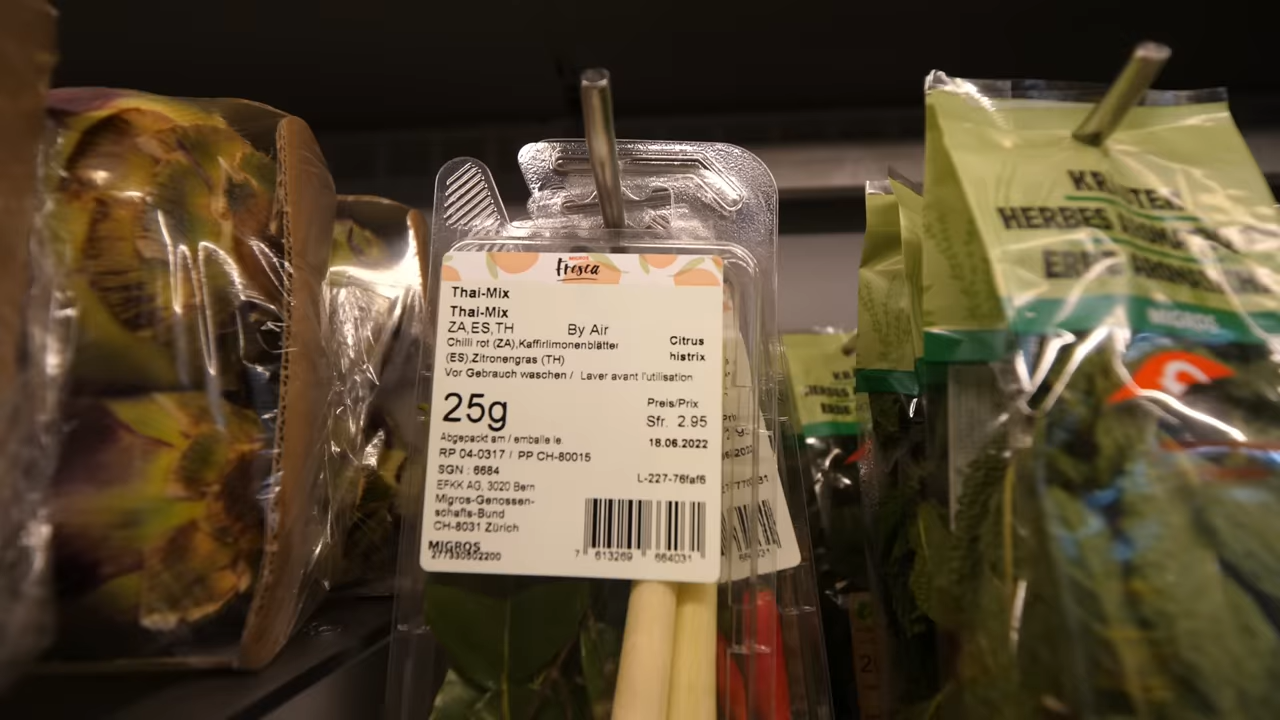 MIGROS
Fresca
Thai-Mix
Thai-Mix
ZA,ES,TH By Air
Chilli rot (ZA),Kaffirlimonenblätter
(ES),Zitronengras (TH)
Citrus
histrix
Vor Gebrauch waschen / Laver avant l'utilisation
25g
Preis/Prix
Sfr. 2.95
Abgepackt am / emballe le.
18.06.2022
RP 04-0317 / PP CH-80015
SGN : 6684
L-227-76faf6
EFKK AG, 3020 Bern
Migros-Genossen-
schafts-Bund
CH-8031 Zürich
MIGROS
277330802200
7 613269 664031
HERBES
MIGROS